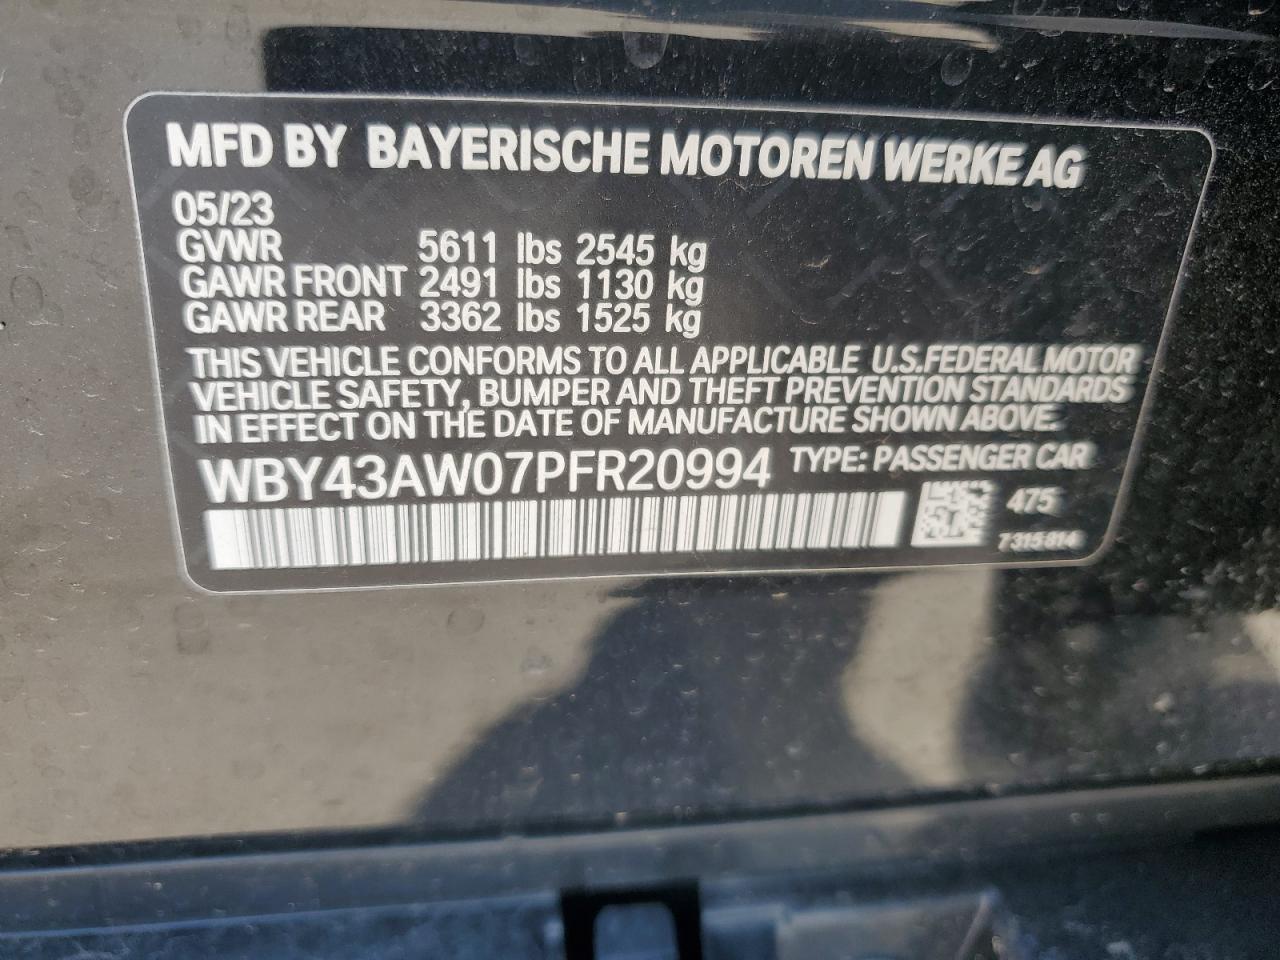 MFD BY BAYERISCHE MOTOREN WERKE AG
05/23
GVWR 5611 lbs 2545 kg
GAWR FRONT 2491 lbs 1130 kg
GAWR REAR 3362 lbs 1525 kg
THIS VEHICLE CONFORMS TO ALL APPLICABLE U.S.FEDERAL MOTOR
VEHICLE SAFETY, BUMPER AND THEFT PREVENTION STANDARDS
IN EFFECT ON THE DATE OF MANUFACTURE SHOWN ABOVE.
WBY43AW07PFR20994 TYPE: PASSENGER CAR
475
7315814